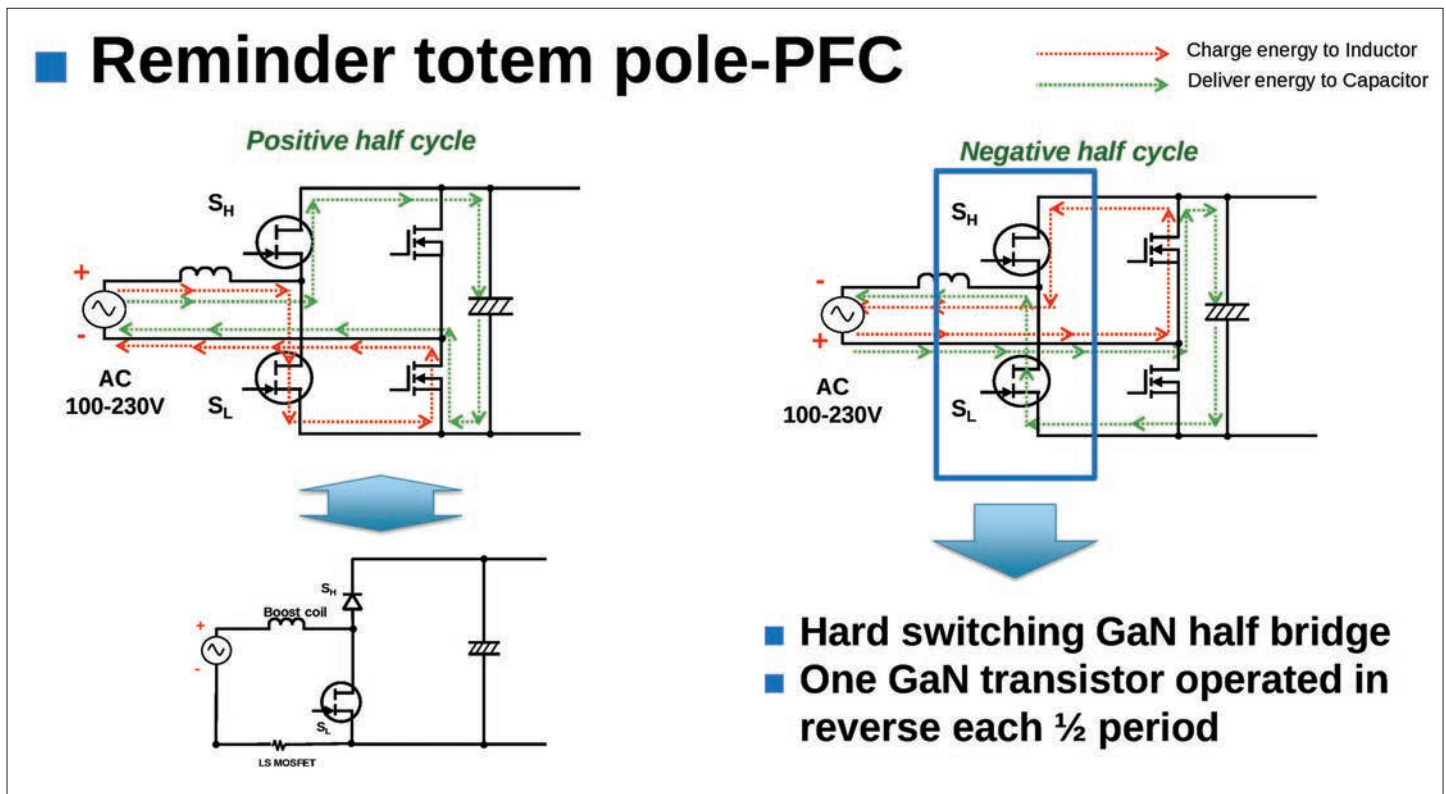 Reminder totem pole-PFC
Charge energy to Inductor
Deliver energy to Capacitor
Positive half cycle
S_H
+
-
AC
100-230V
S_L
Negative half cycle
S_H
-
+
AC
100-230V
S_L
S_H
Boost coil
+
-
S_L
LS MOSFET
Hard switching GaN half bridge
One GaN transistor operated in
reverse each ½ period